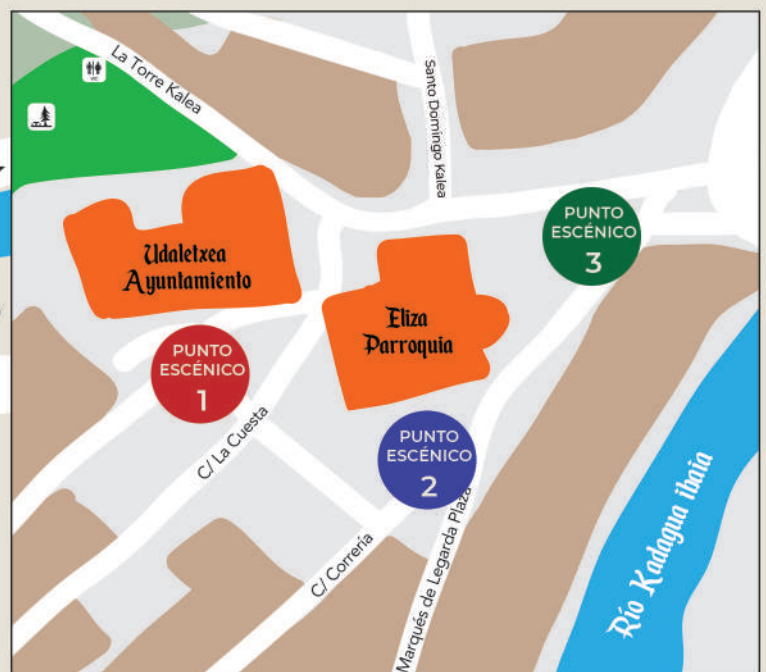 WC
La Torre Kalea
Santo Domingo Kalea
Udaletxea
Ayuntamiento
PUNTO
ESCÉNICO
3
Eliza
Parroquia
PUNTO
ESCÉNICO
1
C/ La Cuesta
PUNTO
ESCÉNICO
2
C/ Correría
Marqués de Legarda Plaza
Río Kadagua ibaia